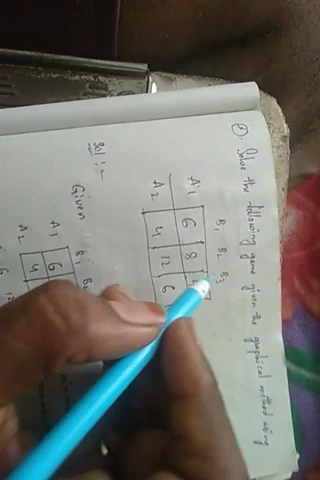 ②. Solve the following game given the graphical method using
B₁ B₂ B₃
A₁ 6 8
A₂ 4 12 6
Sol:-
Given
B₁
A₁ 6
A₂ 4